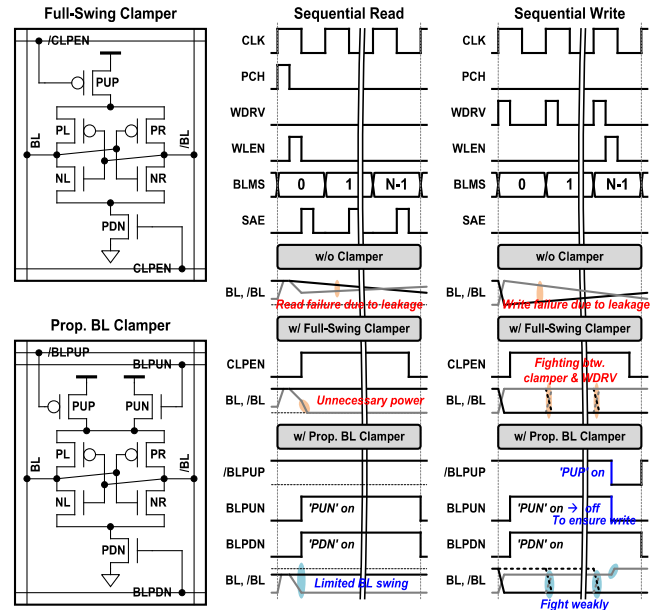 Full-Swing Clamper
/CLPEN
PUP
BL
PL
PR
/BL
NL
NR
PDN
CLPEN
Prop. BL Clamper
/BLPUP
BLPUN
PUP
PUN
BL
PL
PR
/BL
NL
NR
PDN
BLPDN
Sequential Read
CLK
PCH
WDRV
WLEN
BLMS
0
1
N-1
SAE
w/o Clamper
BL, /BL
Read failure due to leakage
w/ Full-Swing Clamper
CLPEN
BL, /BL
Unnecessary power
w/ Prop. BL Clamper
/BLPUP
BLPUN
'PUN' on
BLPDN
'PDN' on
BL, /BL
Limited BL swing
Sequential Write
CLK
PCH
WDRV
WLEN
BLMS
0
1
N-1
SAE
w/o Clamper
BL, /BL
Write failure due to leakage
w/ Full-Swing Clamper
CLPEN
Fighting btw.
clamper & WDRV
BL, /BL
w/ Prop. BL Clamper
/BLPUP
'PUP' on
BLPUN
'PUN' on → off
To ensure write
BLPDN
'PDN' on
BL, /BL
Fight weakly